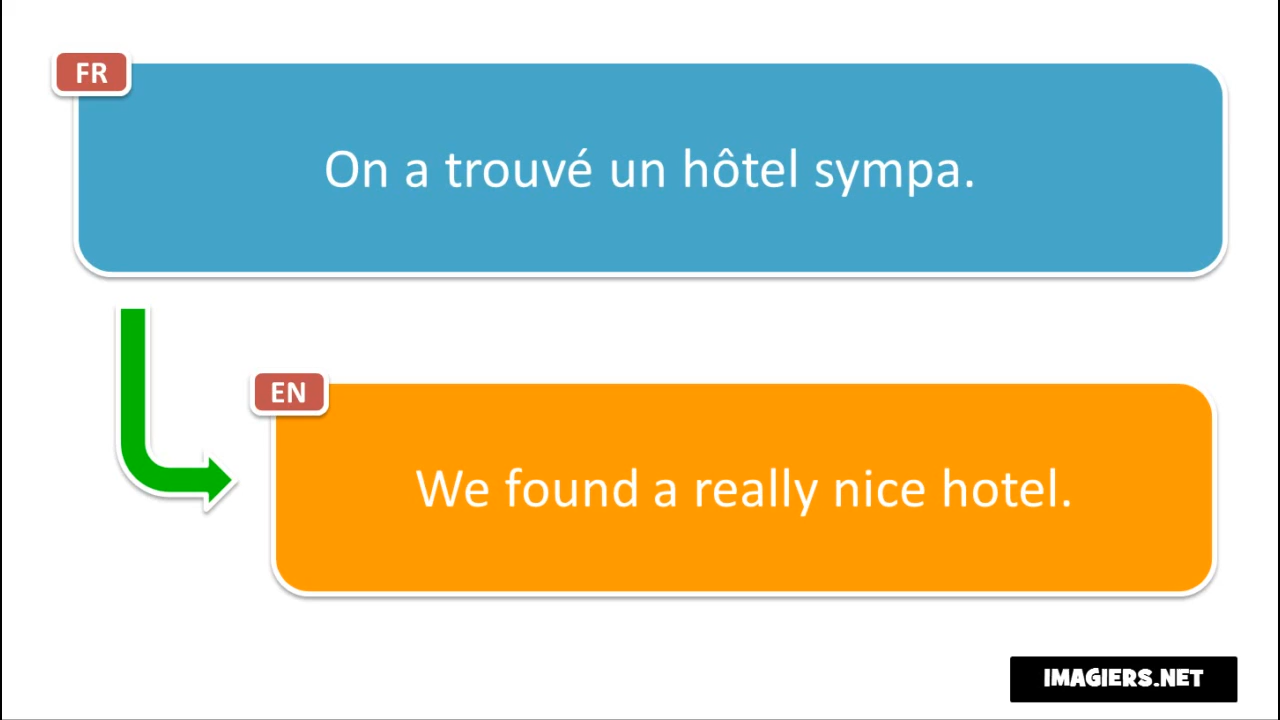 FR
On a trouvé un hôtel sympa.
EN
We found a really nice hotel.
IMAGIERS.NET